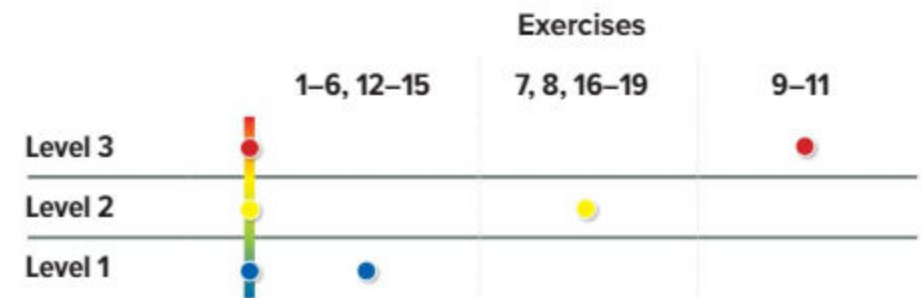 Exercises
1–6, 12–15 7, 8, 16–19 9–11
Level 3
Level 2
Level 1